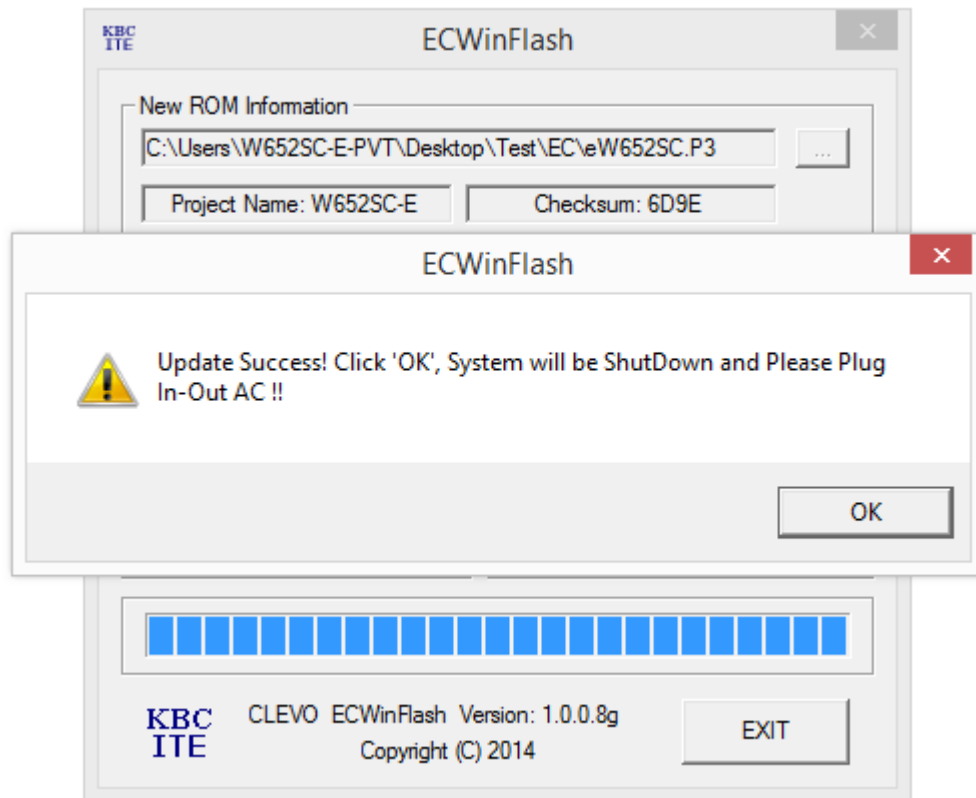 KBC
ITE
ECWinFlash
New ROM Information
C:\Users\W652SC-E-PVT\Desktop\Test\EC\eW652SC.P3
...
Project Name: W652SC-E
Checksum: 6D9E
ECWinFlash
Update Success! Click 'OK', System will be ShutDown and Please Plug
In-Out AC !!
OK
KBC
ITE
CLEVO ECWinFlash Version: 1.0.0.8g
Copyright (C) 2014
EXIT